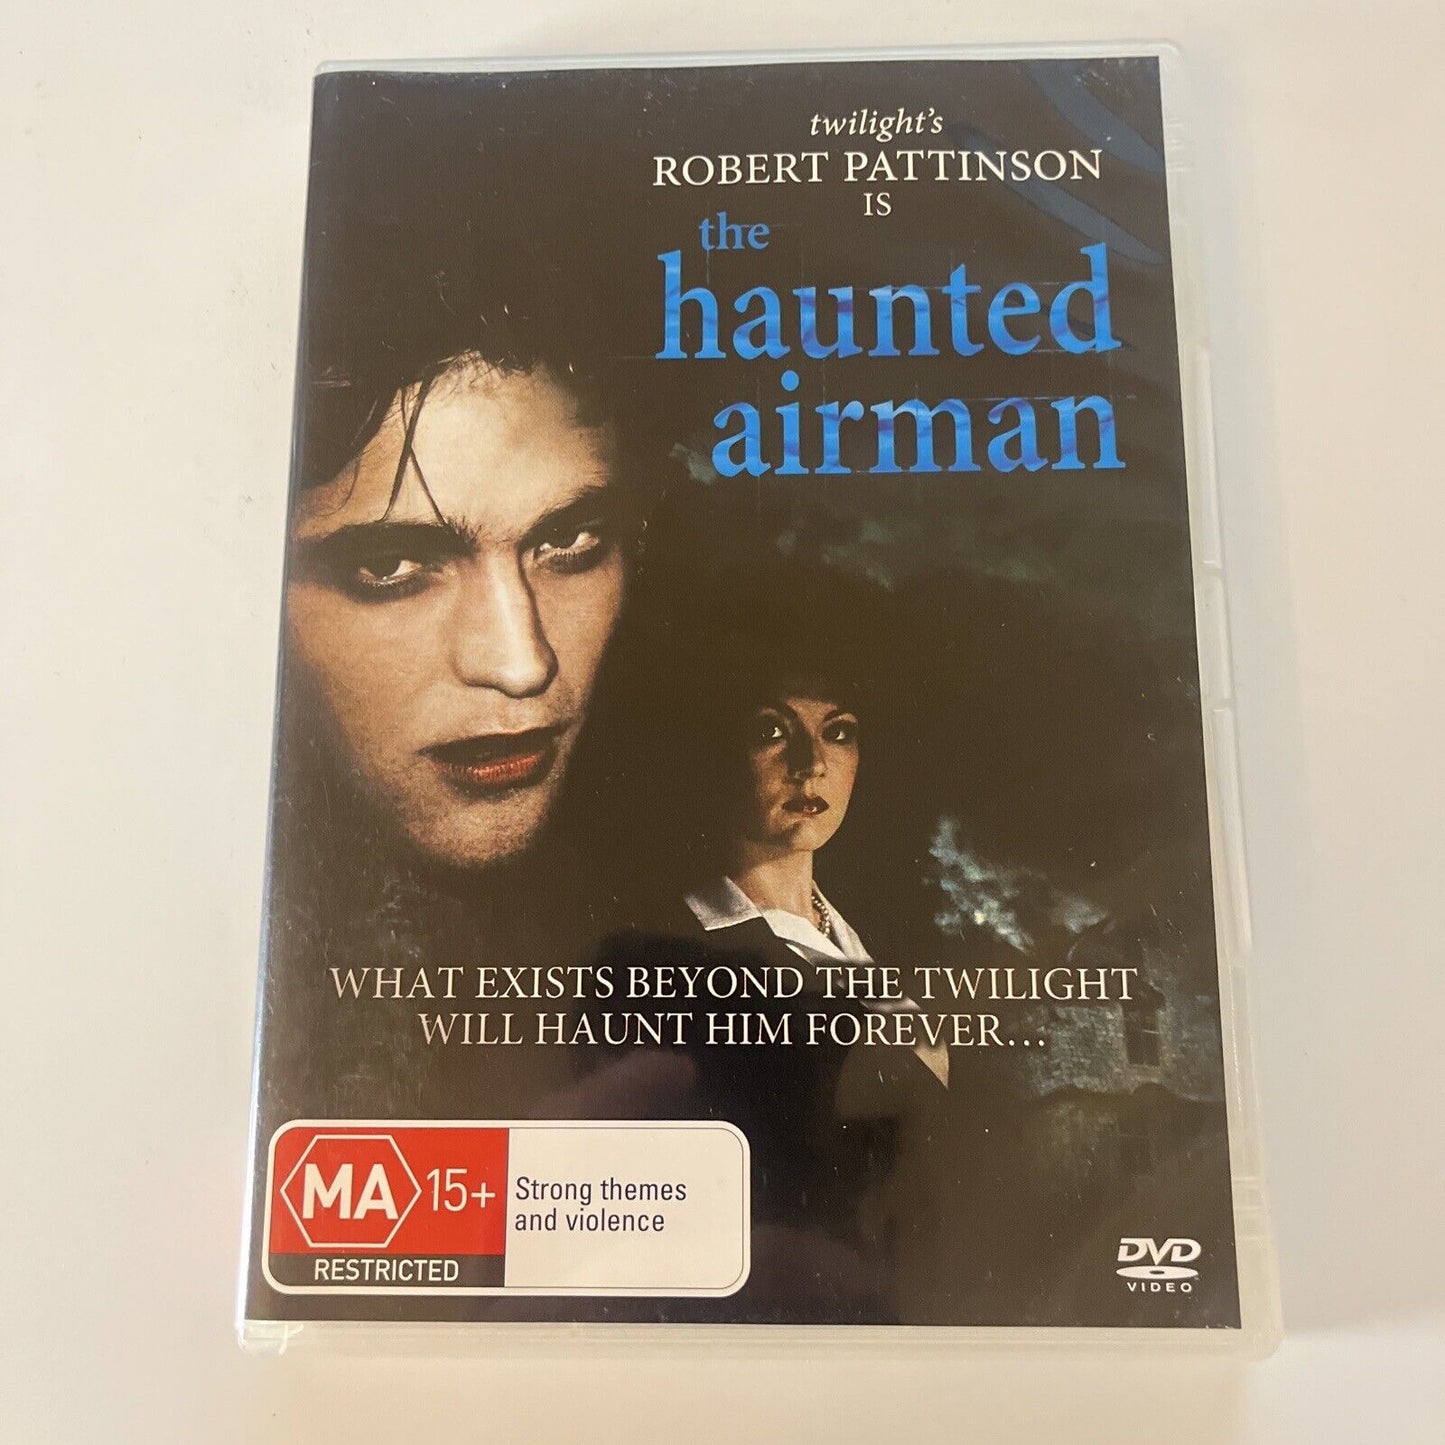 twilight's
ROBERT PATTINSON
IS
the
haunted
airman
WHAT EXISTS BEYOND THE TWILIGHT
WILL HAUNT HIM FOREVER...
MA 15+
RESTRICTED
Strong themes
and violence
DVD
VIDEO